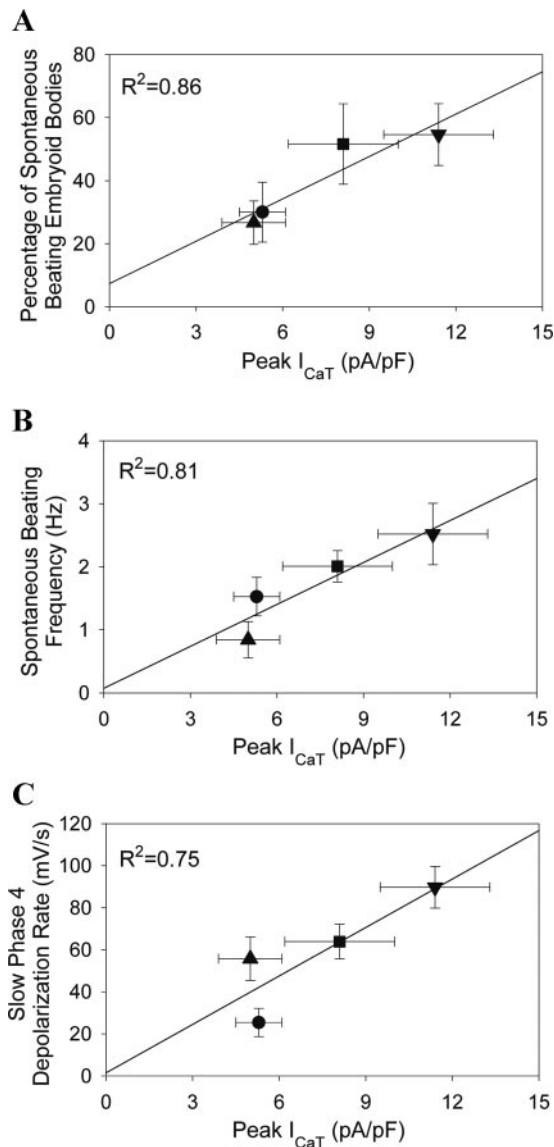 A
R²=0.86
Percentage of Spontaneous
Beating Embryoid Bodies
80
60
40
20
0
0 3 6 9 12 15
Peak I_CaT (pA/pF)
B
R²=0.81
Spontaneous Beating
Frequency (Hz)
4
3
2
1
0
0 3 6 9 12 15
Peak I_CaT (pA/pF)
C
R²=0.75
Slow Phase 4
Depolarization Rate (mV/s)
120
100
80
60
40
20
0
0 3 6 9 12 15
Peak I_CaT (pA/pF)